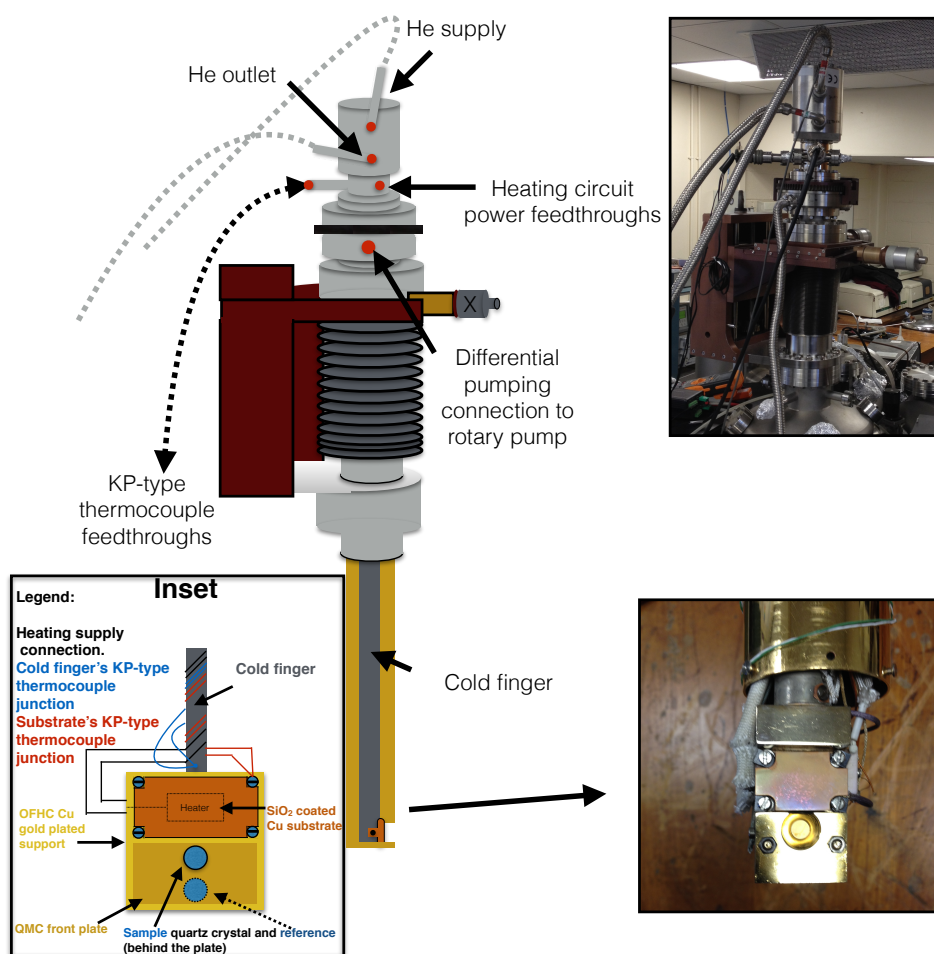 He supply
He outlet
Heating circuit
power feedthroughs
X
Differential
pumping
connection to
rotary pump
KP-type
thermocouple
feedthroughs
Cold finger
Inset
Legend:
Heating supply
connection.
Cold finger's KP-type
thermocouple
junction
Substrate's KP-type
thermocouple
junction
Cold finger
Heater
OFHC Cu
gold plated
support
SiO₂ coated
Cu substrate
QMC front plate
Sample quartz crystal and reference
(behind the plate)
CE